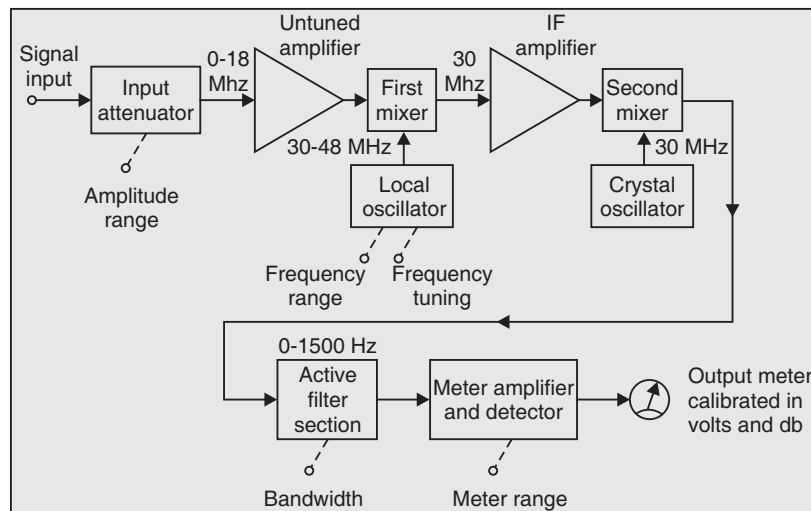 Untuned
amplifier
IF
amplifier
Signal
input
0-18
Mhz
30
Mhz
Input
attenuator
First
mixer
Second
mixer
30-48 MHz
30 MHz
Amplitude
range
Local
oscillator
Crystal
oscillator
Frequency
range
Frequency
tuning
0-1500 Hz
Active
filter
section
Meter amplifier
and detector
Output meter
calibrated in
volts and db
Bandwidth
Meter range